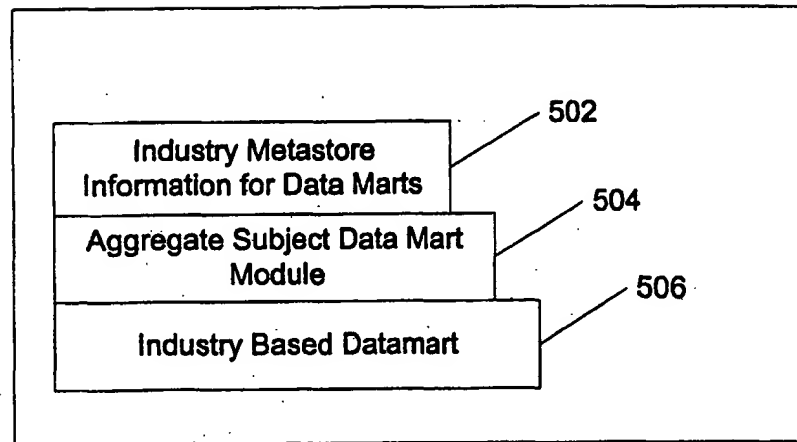 502
Industry Metastore
Information for Data Marts
504
Aggregate Subject Data Mart
Module
506
Industry Based Datamart